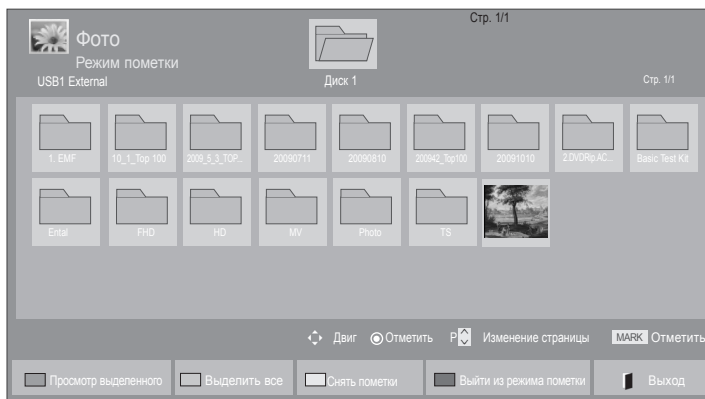 Стр. 1/1
Фото
Режим пометки
USB1 External
Диск 1
Стр. 1/1
1. EMF 10_1_Top 100 2009_5_3_TOP... 20090711 20090810 200942_Top100 20091010 2.DVDRip AC... Basic Test Kit
Ental FHD HD MV Photo TS
Двиг Отметить P Изменение страницы MARK Отметить
Просмотр выделенного Выделить все Снять пометки Выйти из режима пометки Выход